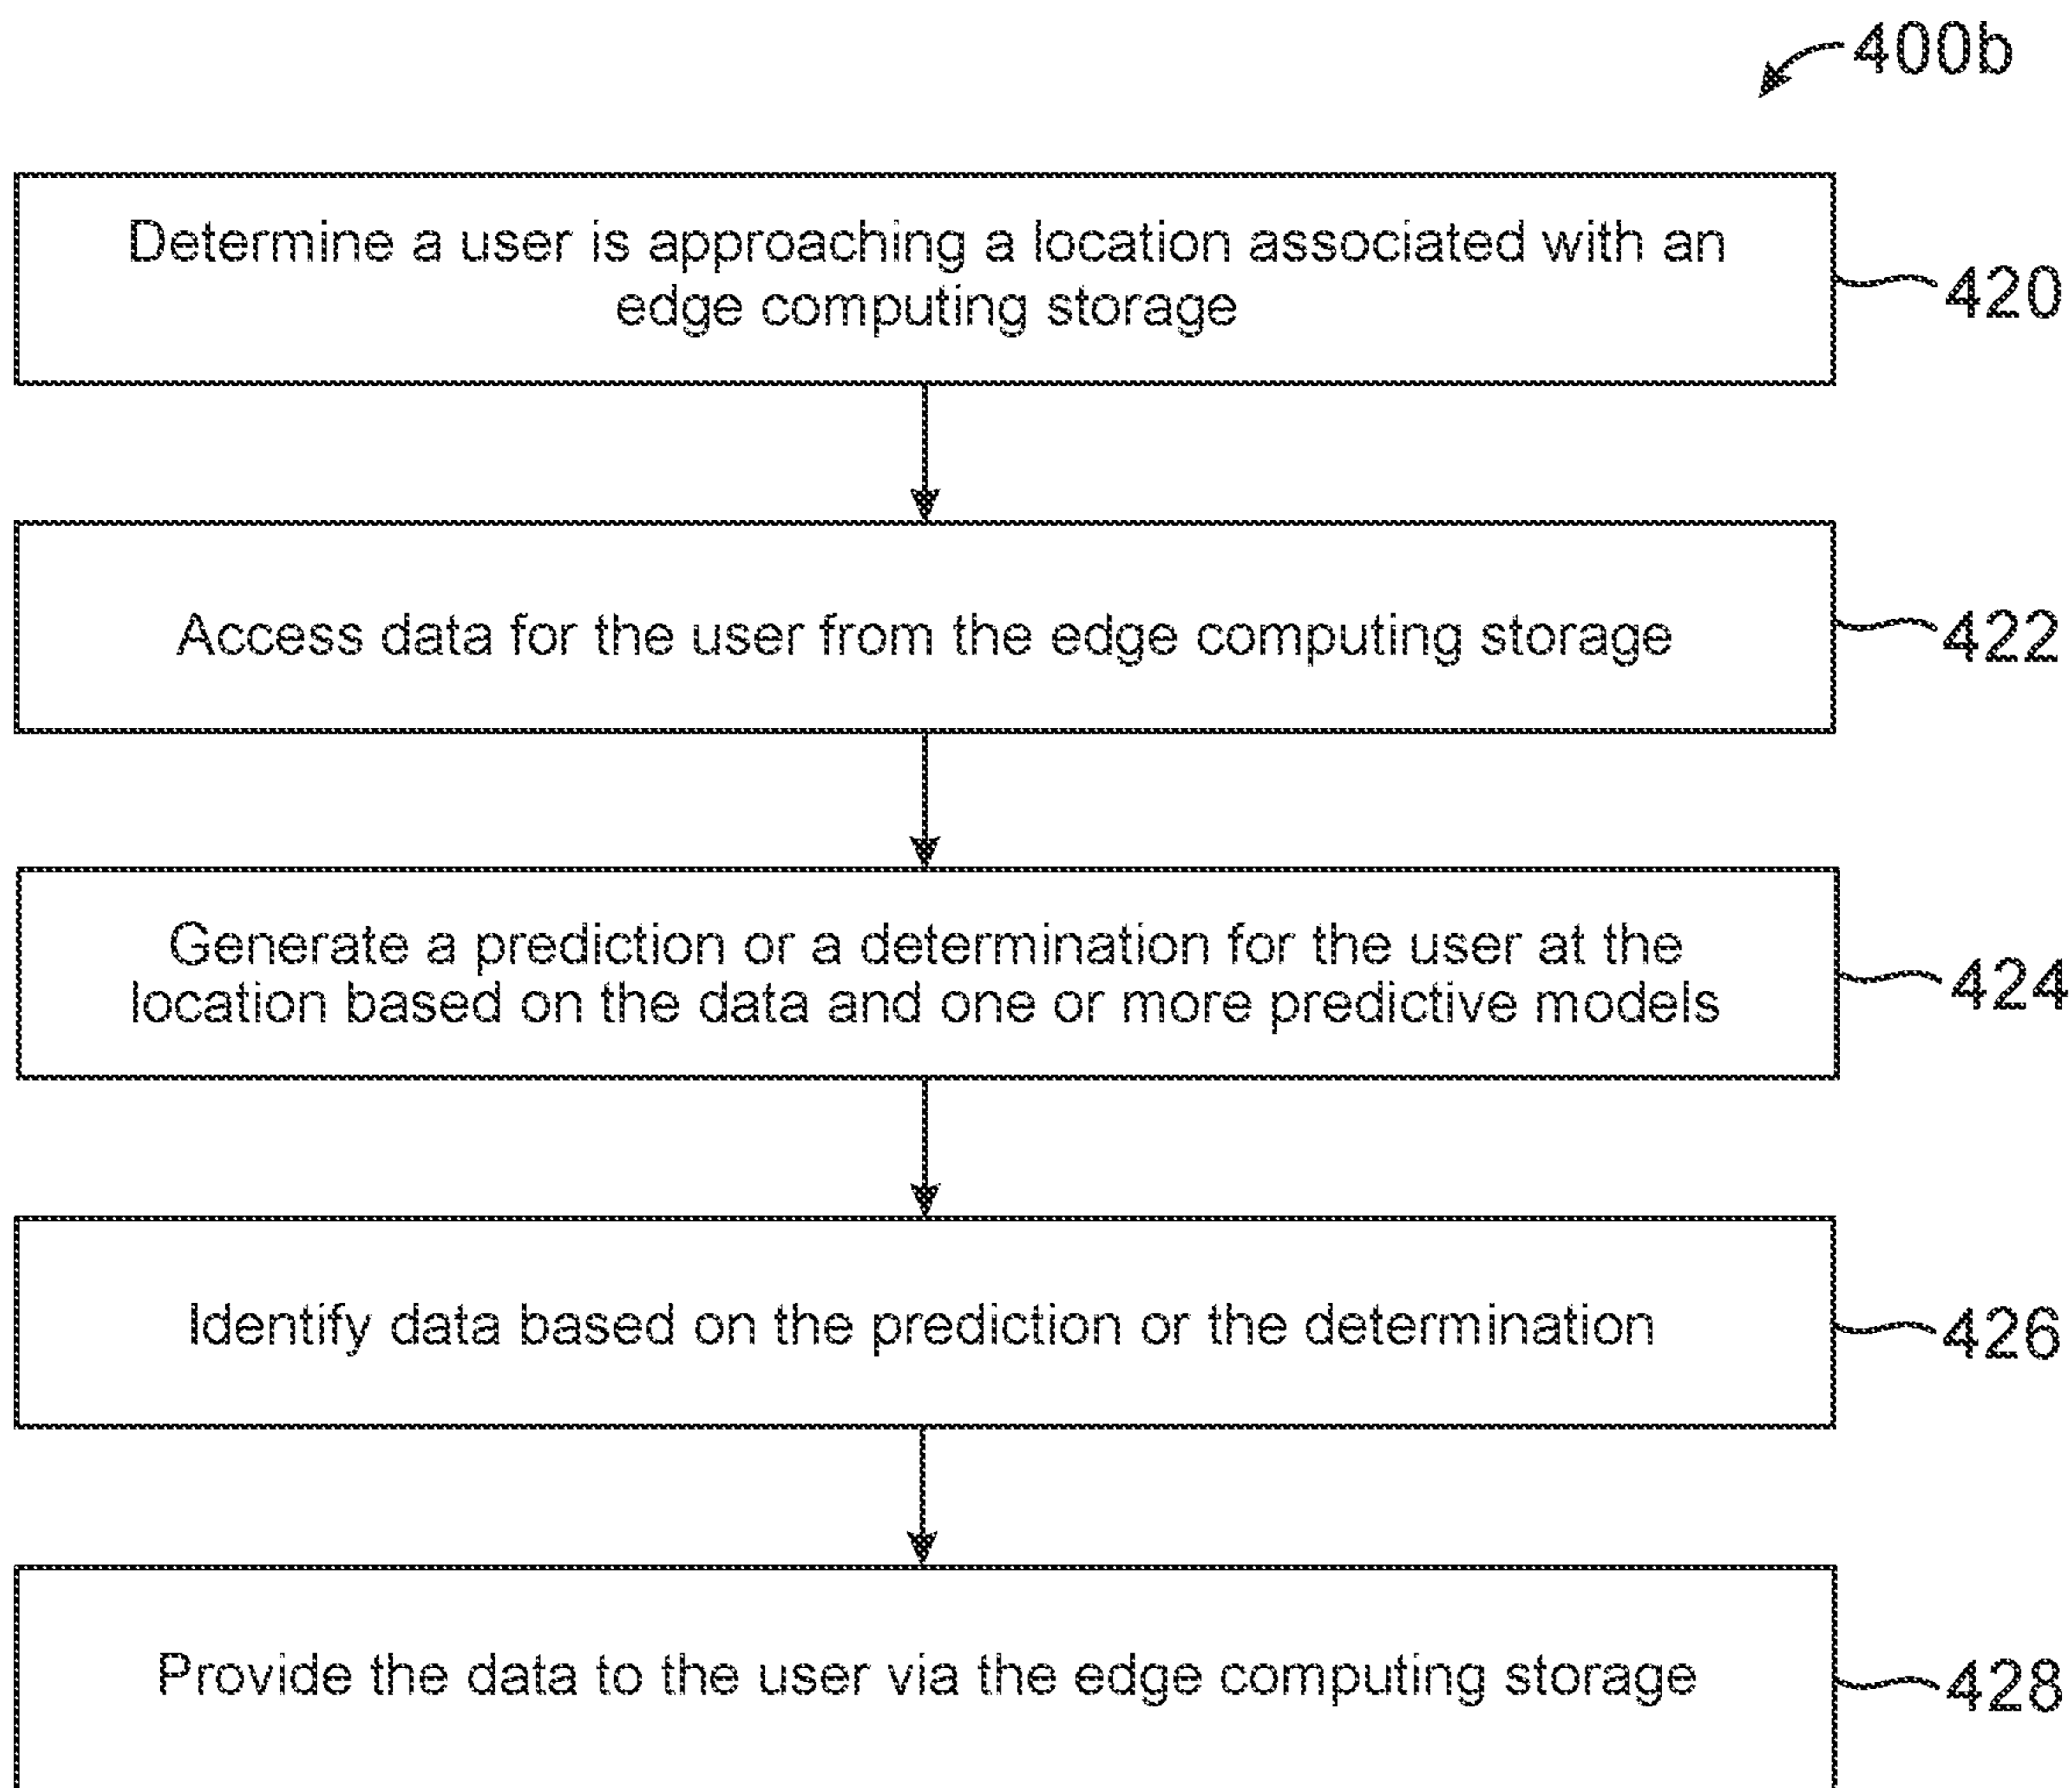 400b
Determine a user is approaching a location associated with an
edge computing storage
420
Access data for the user from the edge computing storage
422
Generate a prediction or a determination for the user at the
location based on the data and one or more predictive models
424
Identify data based on the prediction or the determination
426
Provide the data to the user via the edge computing storage
428